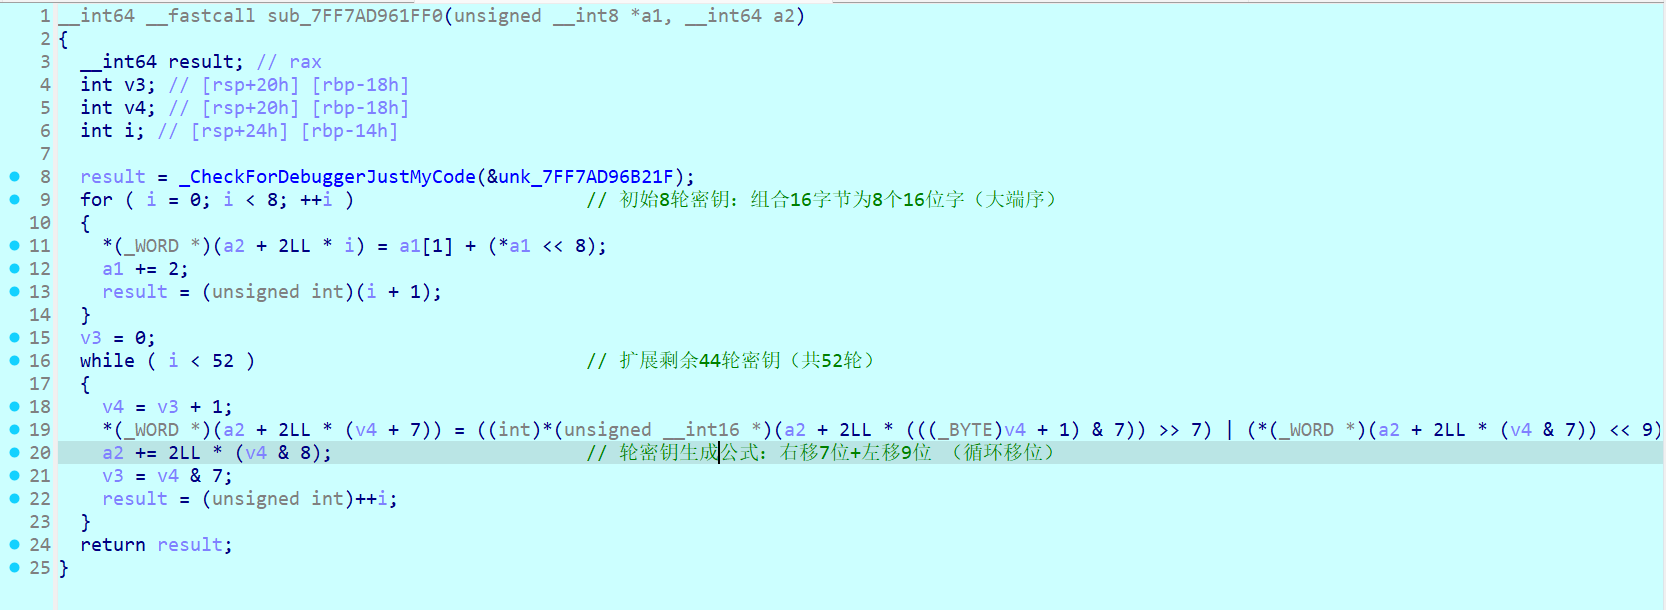 1 __int64 __fastcall sub_7FF7AD961FF0(unsigned __int8 *a1, __int64 a2)
2 {
3 __int64 result; // rax
4 int v3; // [rsp+20h] [rbp-18h]
5 int v4; // [rsp+20h] [rbp-18h]
6 int i; // [rsp+24h] [rbp-14h]
7
8 result = _CheckForDebuggerJustMyCode(&unk_7FF7AD96B21F);
9 for ( i = 0; i < 8; ++i ) // 初始8轮密钥：组合16字节为8个16位字（大端序）
10 {
11 *(_WORD *)(a2 + 2LL * i) = a1[1] + (*a1 << 8);
12 a1 += 2;
13 result = (unsigned int)(i + 1);
14 }
15 v3 = 0;
16 while ( i < 52 ) // 扩展剩余44轮密钥（共52轮）
17 {
18 v4 = v3 + 1;
19 *(_WORD *)(a2 + 2LL * (v4 + 7)) = ((int)*(unsigned __int16 *)(a2 + 2LL * (((_BYTE)v4 + 1) & 7)) >> 7) | (*(_WORD *)(a2 + 2LL * (v4 & 7)) << 9)
20 a2 += 2LL * (v4 & 8); // 轮密钥生成公式：右移7位+左移9位 （循环移位）
21 v3 = v4 & 7;
22 result = (unsigned int)++i;
23 }
24 return result;
25 }